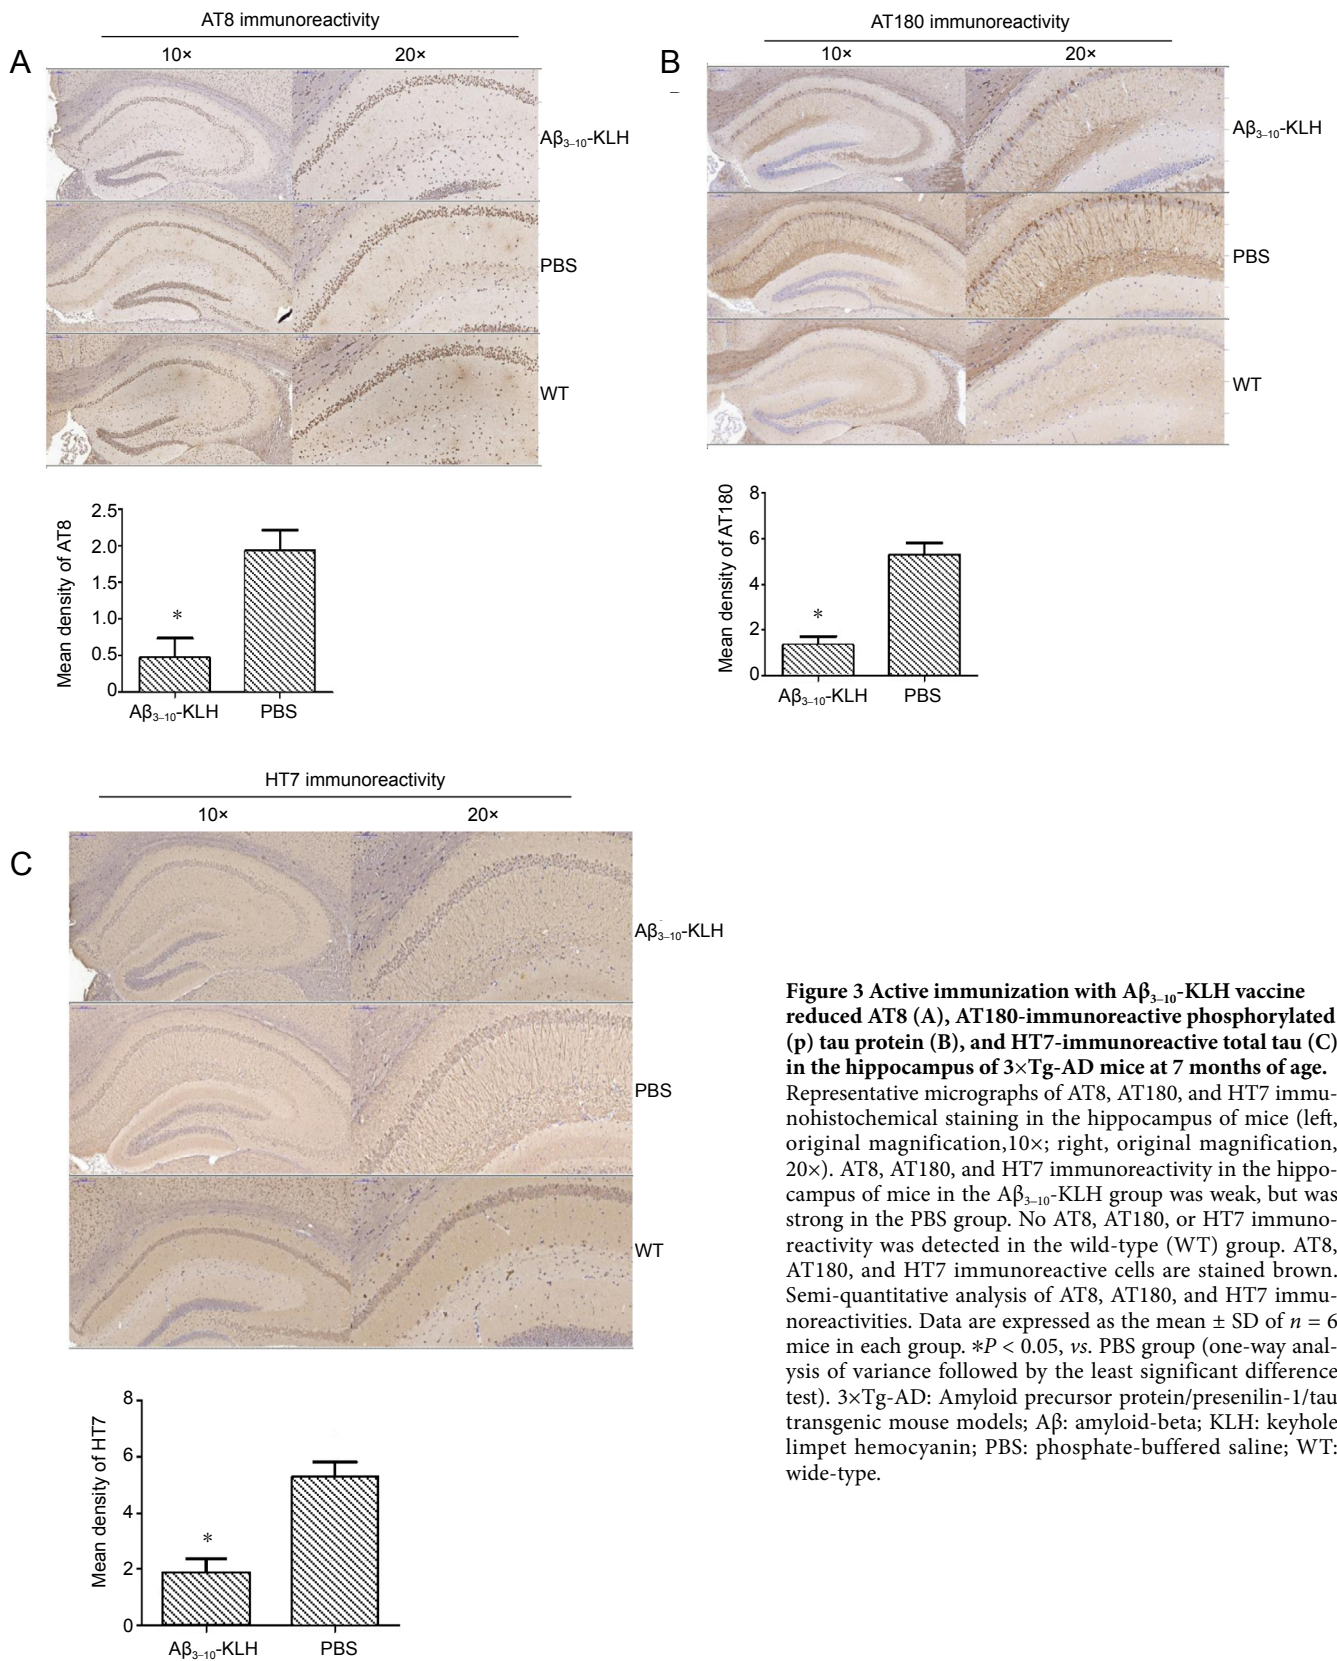 AT8 immunoreactivity
10× 20×
A
Aβ₃₋₁₀-KLH
PBS
WT
Mean density of AT8
2.5
2.0
1.5
1.0
0.5
0
*
Aβ₃₋₁₀-KLH PBS
AT180 immunoreactivity
10× 20×
B
Aβ₃₋₁₀-KLH
PBS
WT
Mean density of AT180
8
6
4
2
0
*
Aβ₃₋₁₀-KLH PBS
HT7 immunoreactivity
10× 20×
C
Aβ₃₋₁₀-KLH
PBS
WT
Mean density of HT7
8
6
4
2
0
*
Aβ₃₋₁₀-KLH PBS
Figure 3 Active immunization with Aβ₃₋₁₀-KLH vaccine
reduced AT8 (A), AT180-immunoreactive phosphorylated
(p) tau protein (B), and HT7-immunoreactive total tau (C)
in the hippocampus of 3×Tg-AD mice at 7 months of age.
Representative micrographs of AT8, AT180, and HT7 immu-
nohistochemical staining in the hippocampus of mice (left,
original magnification,10×; right, original magnification,
20×). AT8, AT180, and HT7 immunoreactivity in the hippo-
campus of mice in the Aβ₃₋₁₀-KLH group was weak, but was
strong in the PBS group. No AT8, AT180, or HT7 immuno-
reactivity was detected in the wild-type (WT) group. AT8,
AT180, and HT7 immunoreactive cells are stained brown.
Semi-quantitative analysis of AT8, AT180, and HT7 immu-
noreactivities. Data are expressed as the mean ± SD of n = 6
mice in each group. *P < 0.05, vs. PBS group (one-way anal-
ysis of variance followed by the least significant difference
test). 3×Tg-AD: Amyloid precursor protein/presenilin-1/tau
transgenic mouse models; Aβ: amyloid-beta; KLH: keyhole
limpet hemocyanin; PBS: phosphate-buffered saline; WT:
wide-type.